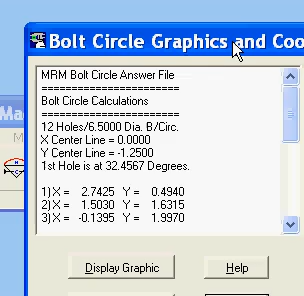 Bolt Circle Graphics and Coo
MRM Bolt Circle Answer File
========================
Bolt Circle Calculations
========================
12 Holes/6.5000 Dia. B/Circ.
X Center Line = 0.0000
Y Center Line = -1.2500
1st Hole is at 32.4567 Degrees.
1) X = 2.7425 Y = 0.4940
2) X = 1.5030 Y = 1.6315
3) X = -0.1395 Y = 1.9970
Ma
M
Display Graphic
Help